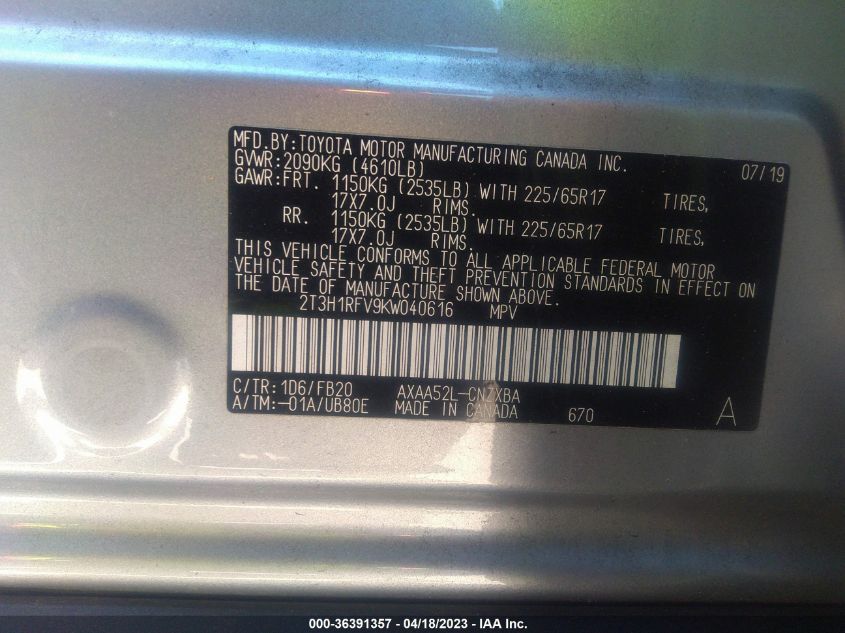 MFD.BY:TOYOTA MOTOR MANUFACTURING CANADA INC. 07/19
GVWR:2090KG (4610LB)
GAWR:FRT. 1150KG (2535LB) WITH 225/65R17 TIRES,
17X7.0J RIMS.
RR. 1150KG (2535LB) WITH 225/65R17 TIRES,
17X7.0J RIMS.
THIS VEHICLE CONFORMS TO ALL APPLICABLE FEDERAL MOTOR
VEHICLE SAFETY AND THEFT PREVENTION STANDARDS IN EFFECT ON
THE DATE OF MANUFACTURE SHOWN ABOVE.
2T3H1RFV9KW040616 MPV
C/TR:1D6/FB20 AXAA52L-CNZXBA
A/TM:-01A/UB80E MADE IN CANADA 670 A
000-36391357 - 04/18/2023 - IAA Inc.